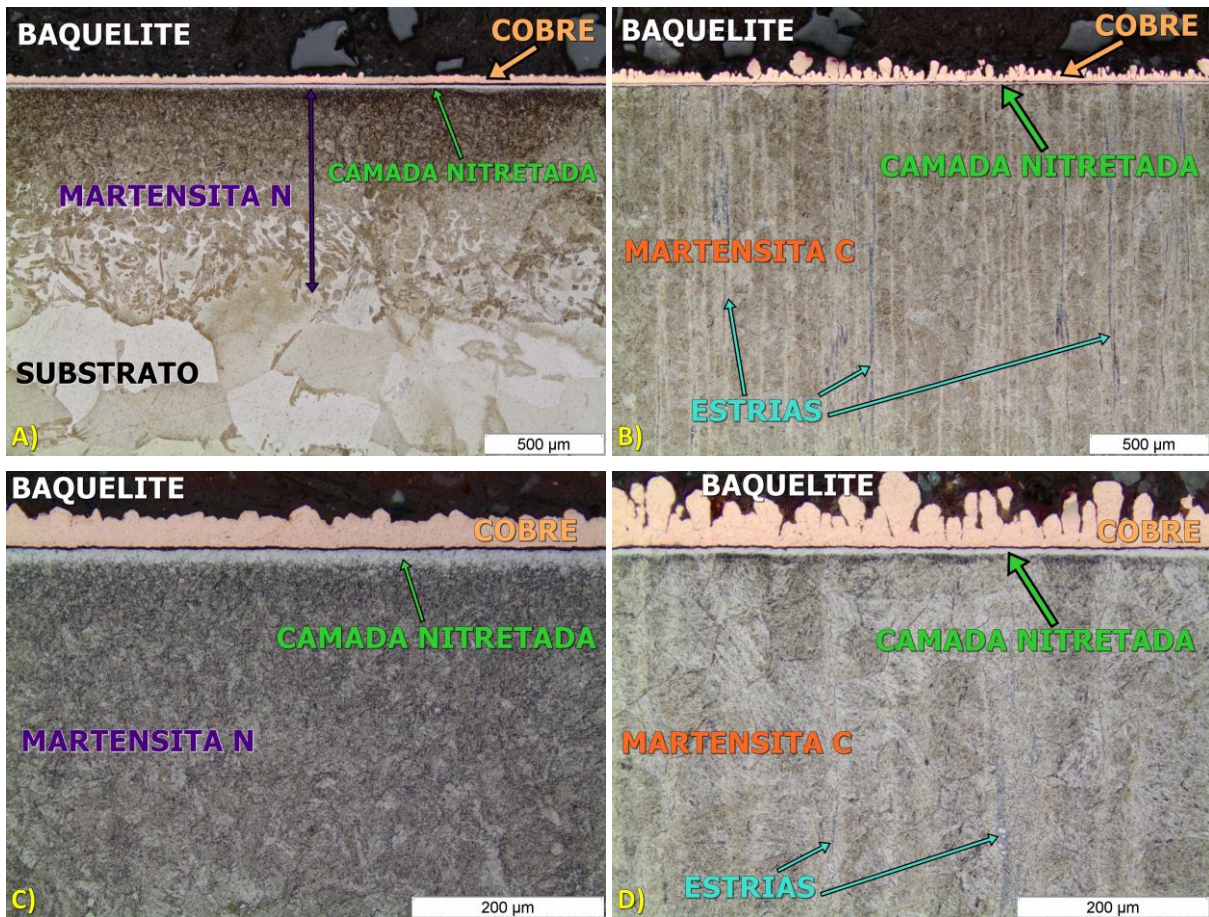 BAQUELITE
COBRE
CAMADA NITRETADA
MARTENSITA N
SUBSTRATO
A)
500 µm
BAQUELITE
COBRE
CAMADA NITRETADA
MARTENSITA C
ESTRIAS
B)
500 µm
BAQUELITE
COBRE
CAMADA NITRETADA
MARTENSITA N
C)
200 µm
BAQUELITE
COBRE
CAMADA NITRETADA
MARTENSITA C
ESTRIAS
D)
200 µm